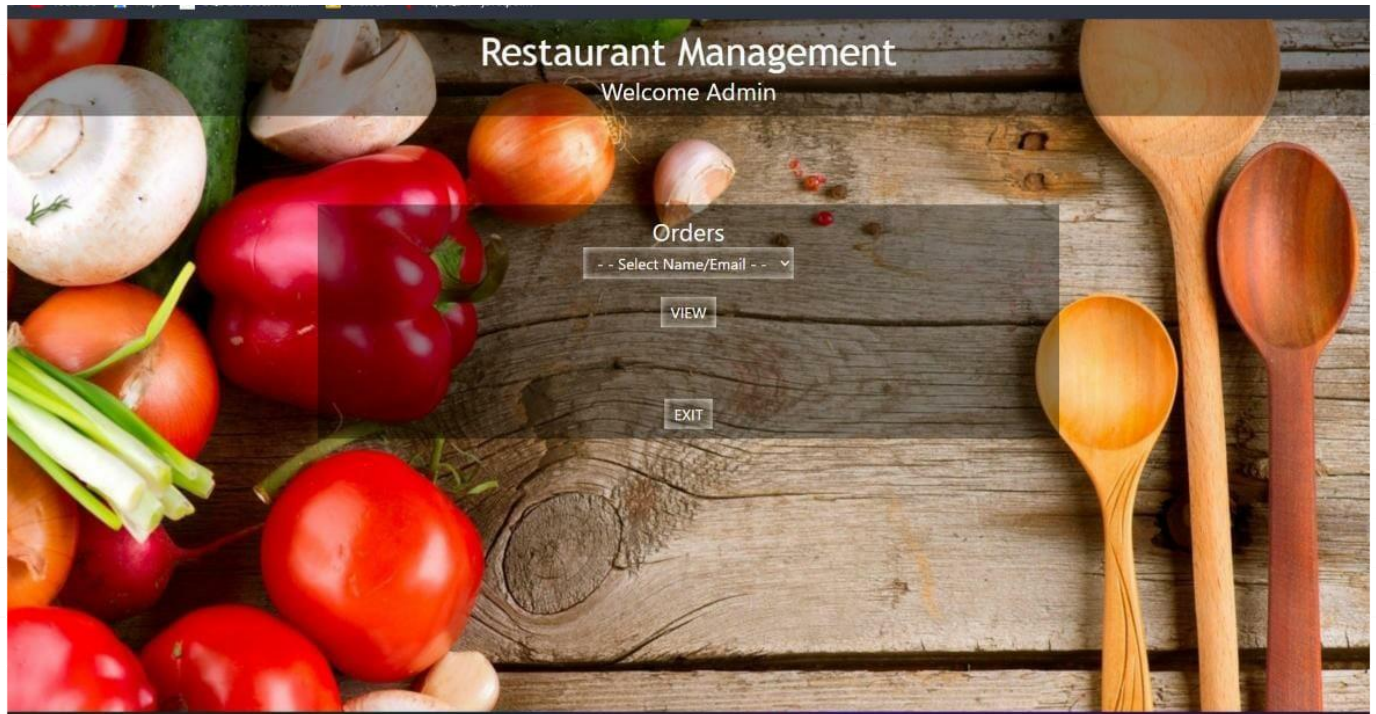 Restaurant Management
Welcome Admin
Orders
- - Select Name/Email - -
VIEW
EXIT